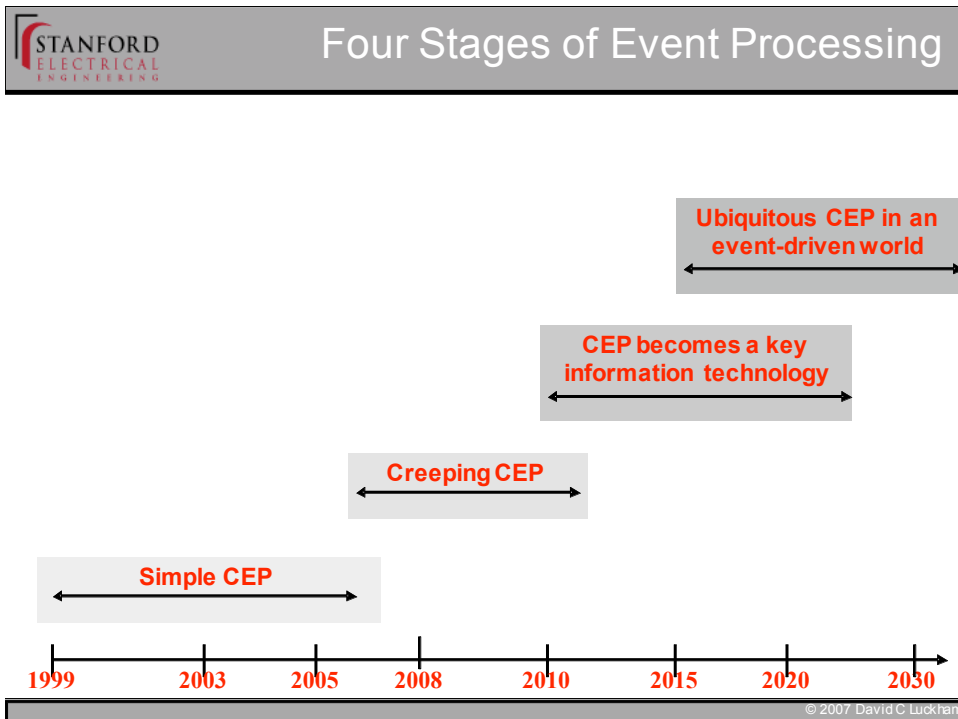 STANFORD
ELECTRICAL
ENGINEERING
Four Stages of Event Processing
Ubiquitous CEP in an
event-driven world
CEP becomes a key
information technology
Creeping CEP
Simple CEP
1999 2003 2005 2008 2010 2015 2020 2030
© 2007 David C Luckham